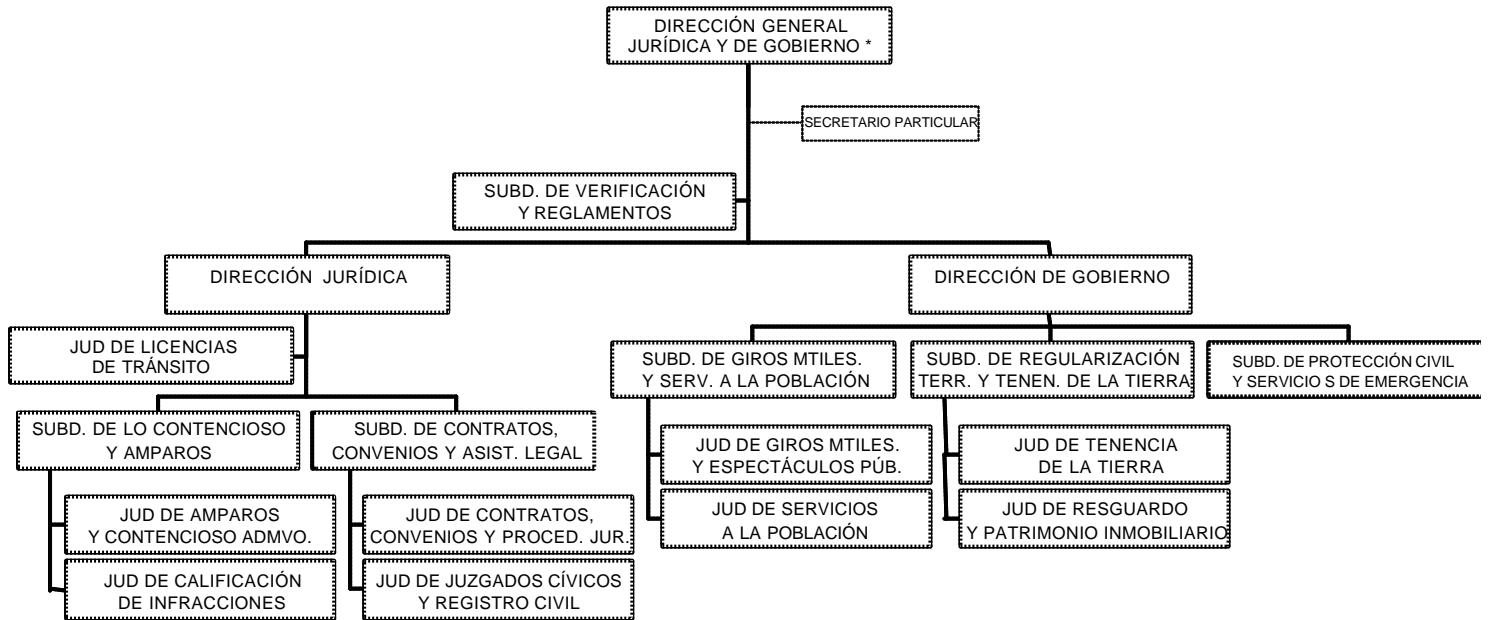 DIRECCIÓN GENERAL
JURÍDICA Y DE GOBIERNO *
SECRETARIO PARTICULAR
SUBD. DE VERIFICACIÓN
Y REGLAMENTOS
DIRECCIÓN JURÍDICA
DIRECCIÓN DE GOBIERNO
JUD DE LICENCIAS
DE TRÁNSITO
SUBD. DE LO CONTENCIOSO
Y AMPAROS
SUBD. DE CONTRATOS,
CONVENIOS Y ASIST. LEGAL
JUD DE AMPAROS
Y CONTENCIOSO ADMVO.
JUD DE CALIFICACIÓN
DE INFRACCIONES
JUD DE CONTRATOS,
CONVENIOS Y PROCED. JUR.
JUD DE JUZGADOS CÍVICOS
Y REGISTRO CIVIL
SUBD. DE GIROS MTILES.
Y SERV. A LA POBLACIÓN
SUBD. DE REGULARIZACIÓN
TERR. Y TENEN. DE LA TIERRA
SUBD. DE PROTECCIÓN CIVIL
Y SERVICIO S DE EMERGENCIA
JUD DE GIROS MTILES.
Y ESPECTÁCULOS PÚB.
JUD DE SERVICIOS
A LA POBLACIÓN
JUD DE TENENCIA
DE LA TIERRA
JUD DE RESGUARDO
Y PATRIMONIO INMOBILIARIO